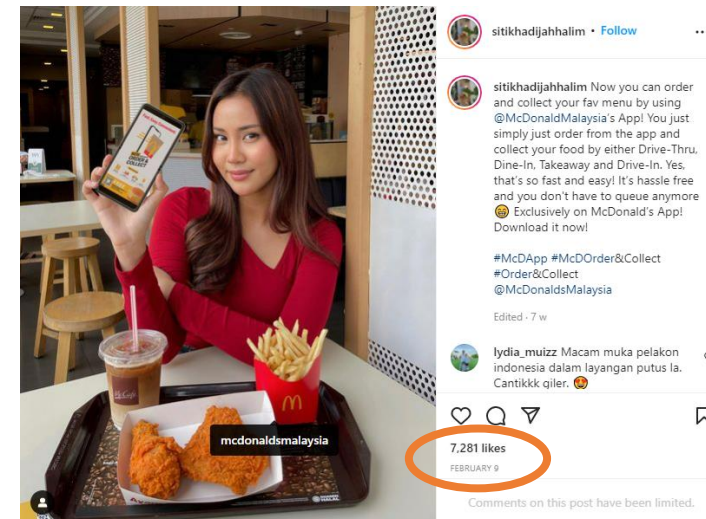 sitikhadijahhalim • Follow
sitikhadijahhalim Now you can order
and collect your fav menu by using
@McDonaldMalaysia's App! You just
simply just order from the app and
collect your food by either Drive-Thru,
Dine-In, Takeaway and Drive-In. Yes,
that's so fast and easy! It's hassle free
and you don't have to queue anymore
😁 Exclusively on McDonald's App!
Download it now!
#McDApp #McDOrder&Collect
#Order&Collect
@McDonaldsMalaysia
Edited · 7 w
lydia_muizz Macam muka pelakon
indonesia dalam layangan putus la.
Cantikkk giler. 🤩
7,281 likes
FEBRUARY 9
Comments on this post have been limited.
ORDER &
COLLECT
McCafé
mcdonaldsmalaysia